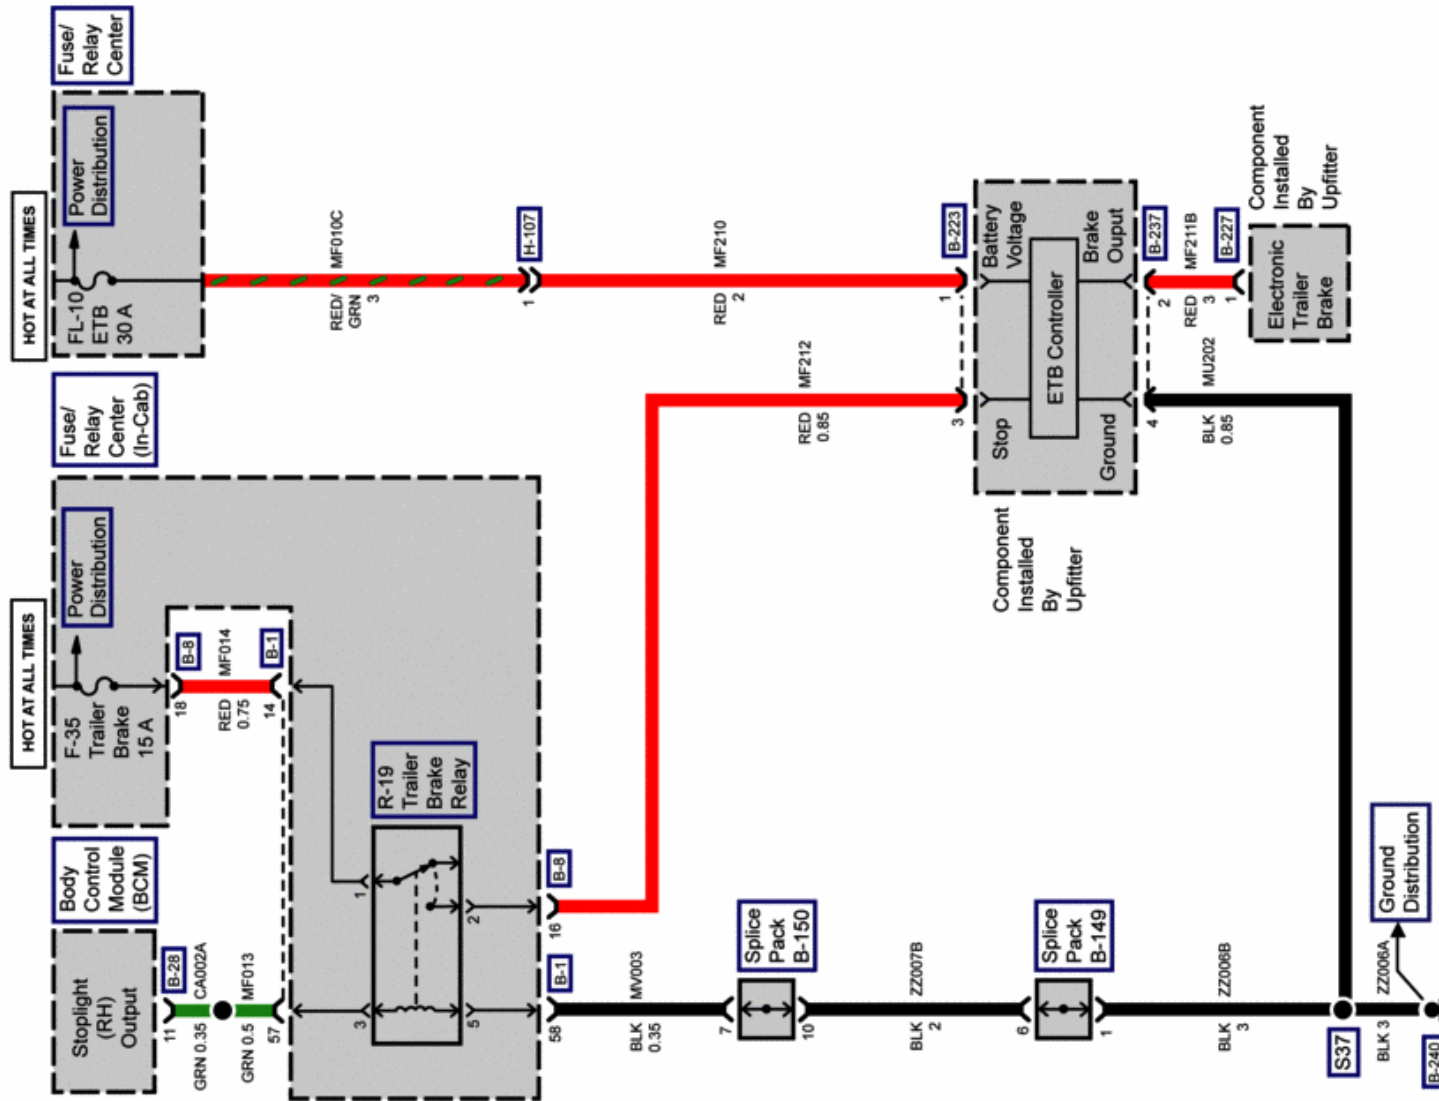 HOT AT ALL TIMES
Fuse/
Relay
Center
Power
Distribution
FL-10
ETB
30 A
RED/
GRN
3
MF010C
H-107
1
RED
2
MF210
B-223
1
Battery
Voltage
HOT AT ALL TIMES
Fuse/
Relay
Center
(In-Cab)
Power
Distribution
F-35
Trailer
Brake
15 A
B-8
18
MF014
RED
0.75
B-1
14
R-19
Trailer
Brake
Relay
1
2
3
5
B-8
16
MF212
RED
0.85
3
Stop
ETB Controller
Brake
Ouput
Ground
Component
Installed
By
Upfitter
B-237
2
MF211B
RED
3
B-227
1
Electronic
Trailer
Brake
Component
Installed
By
Upfitter
4
MU202
BLK
0.85
Body
Control
Module
(BCM)
Stoplight
(RH)
Output
B-28
11
CA002A
GRN 0.35
MF013
GRN 0.5
57
B-1
58
MV003
BLK
0.35
7
Splice
Pack
B-150
10
ZZ007B
BLK
2
6
Splice
Pack
B-149
1
ZZ006B
BLK
3
S37
ZZ006A
BLK 3
Ground
Distribution
B-240